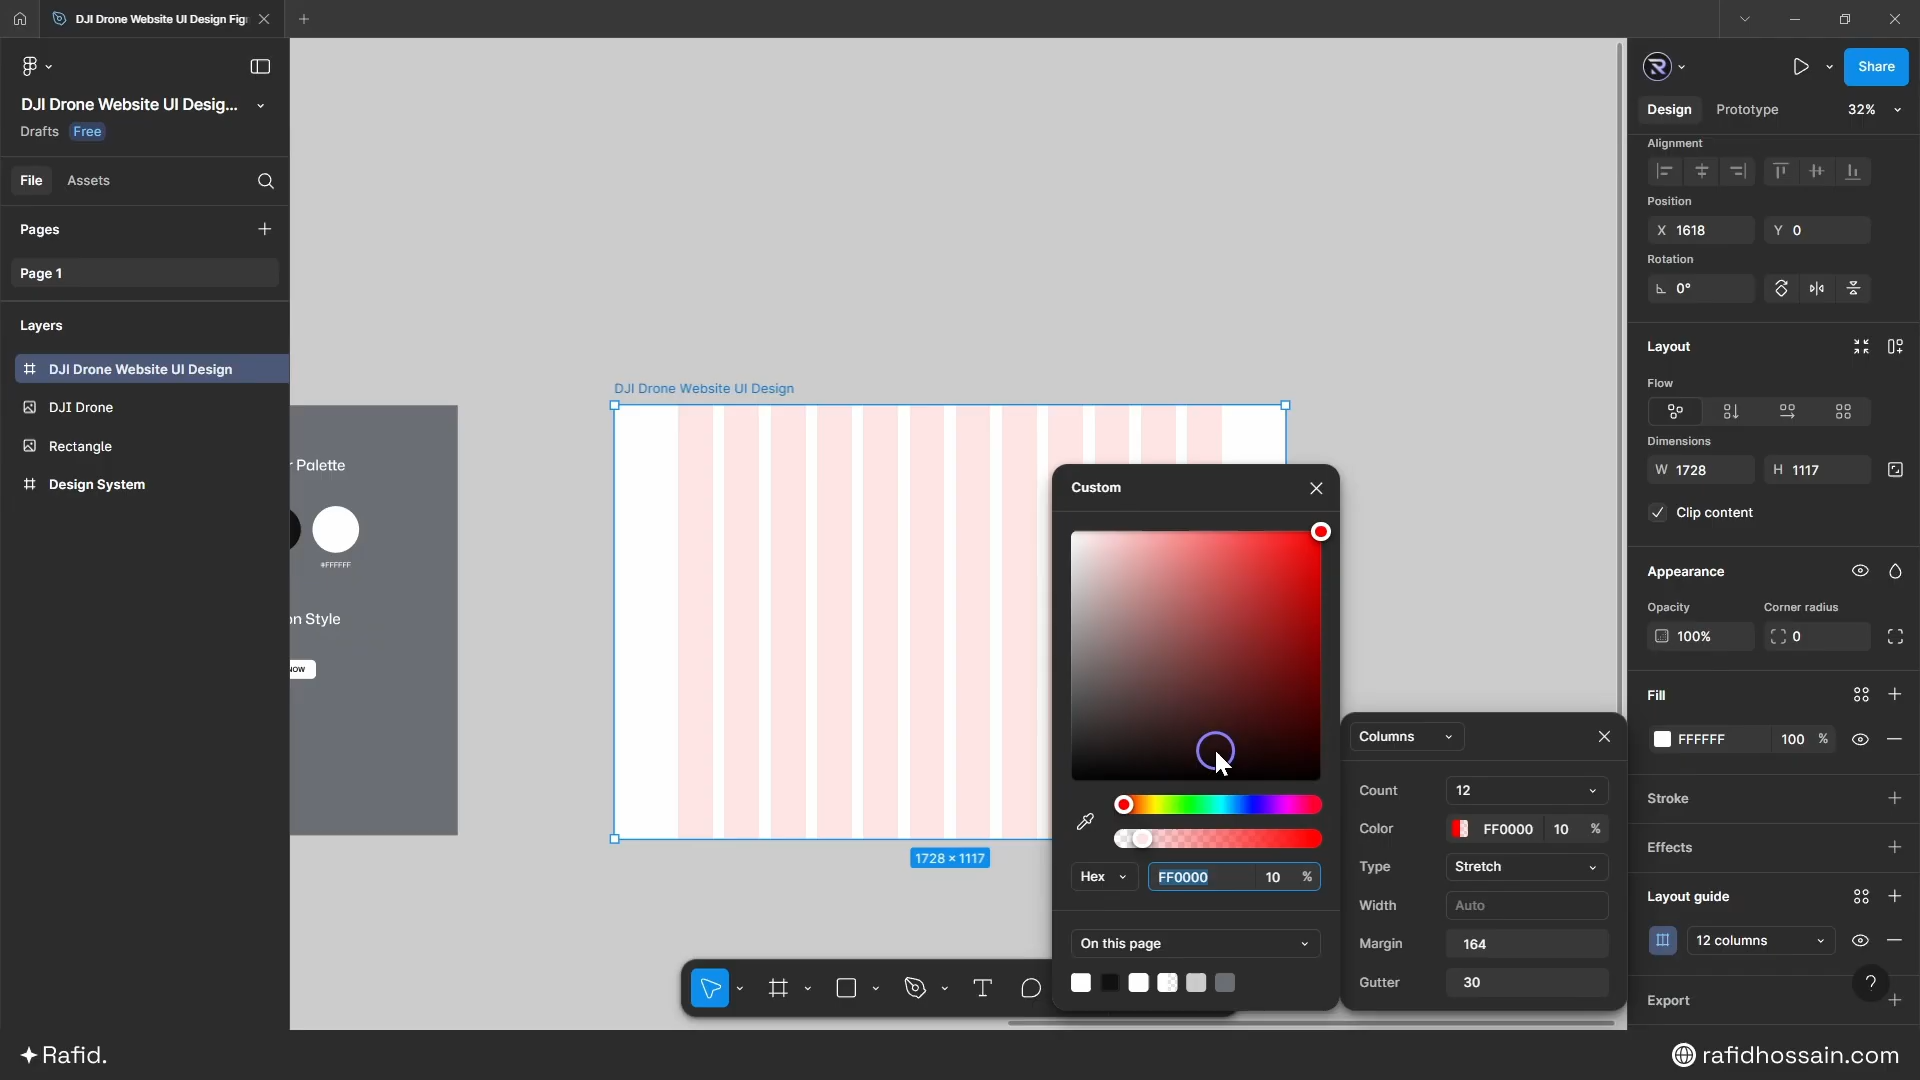 DJI Drone Website UI Design Fig
DJI Drone Website UI Desig...
Drafts Free
File Assets
Pages
Page 1
Layers
DJI Drone Website UI Design
DJI Drone
Rectangle
Design System
r Palette
#FFFFFF
on Style
NOW
DJI Drone Website UI Design
1728 × 1117
Custom
Hex FF0000 10 %
On this page
Columns
Count 12
Color FF0000 10 %
Type Stretch
Width Auto
Margin 164
Gutter 30
Share
Design Prototype 32%
Alignment
Position
X 1618 Y 0
Rotation
0°
Layout
Flow
Dimensions
W 1728 H 1117
Clip content
Appearance
Opacity Corner radius
100% 0
Fill
FFFFFF 100 %
Stroke
Effects
Layout guide
12 columns
?
Export
Rafid.
rafidhossain.com